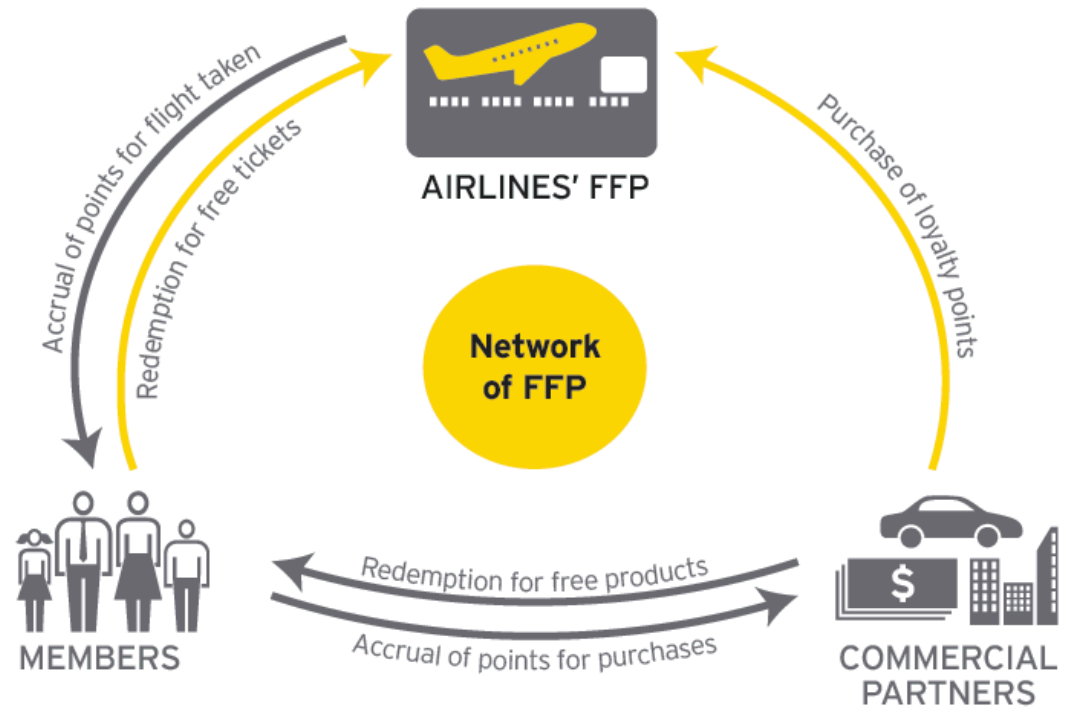 Accrual of points for flight taken
Redemption for free tickets
AIRLINES’ FFP
Purchase of loyalty points
Network
of FFP
Redemption for free products
Accrual of points for purchases
$
MEMBERS
COMMERCIAL
PARTNERS